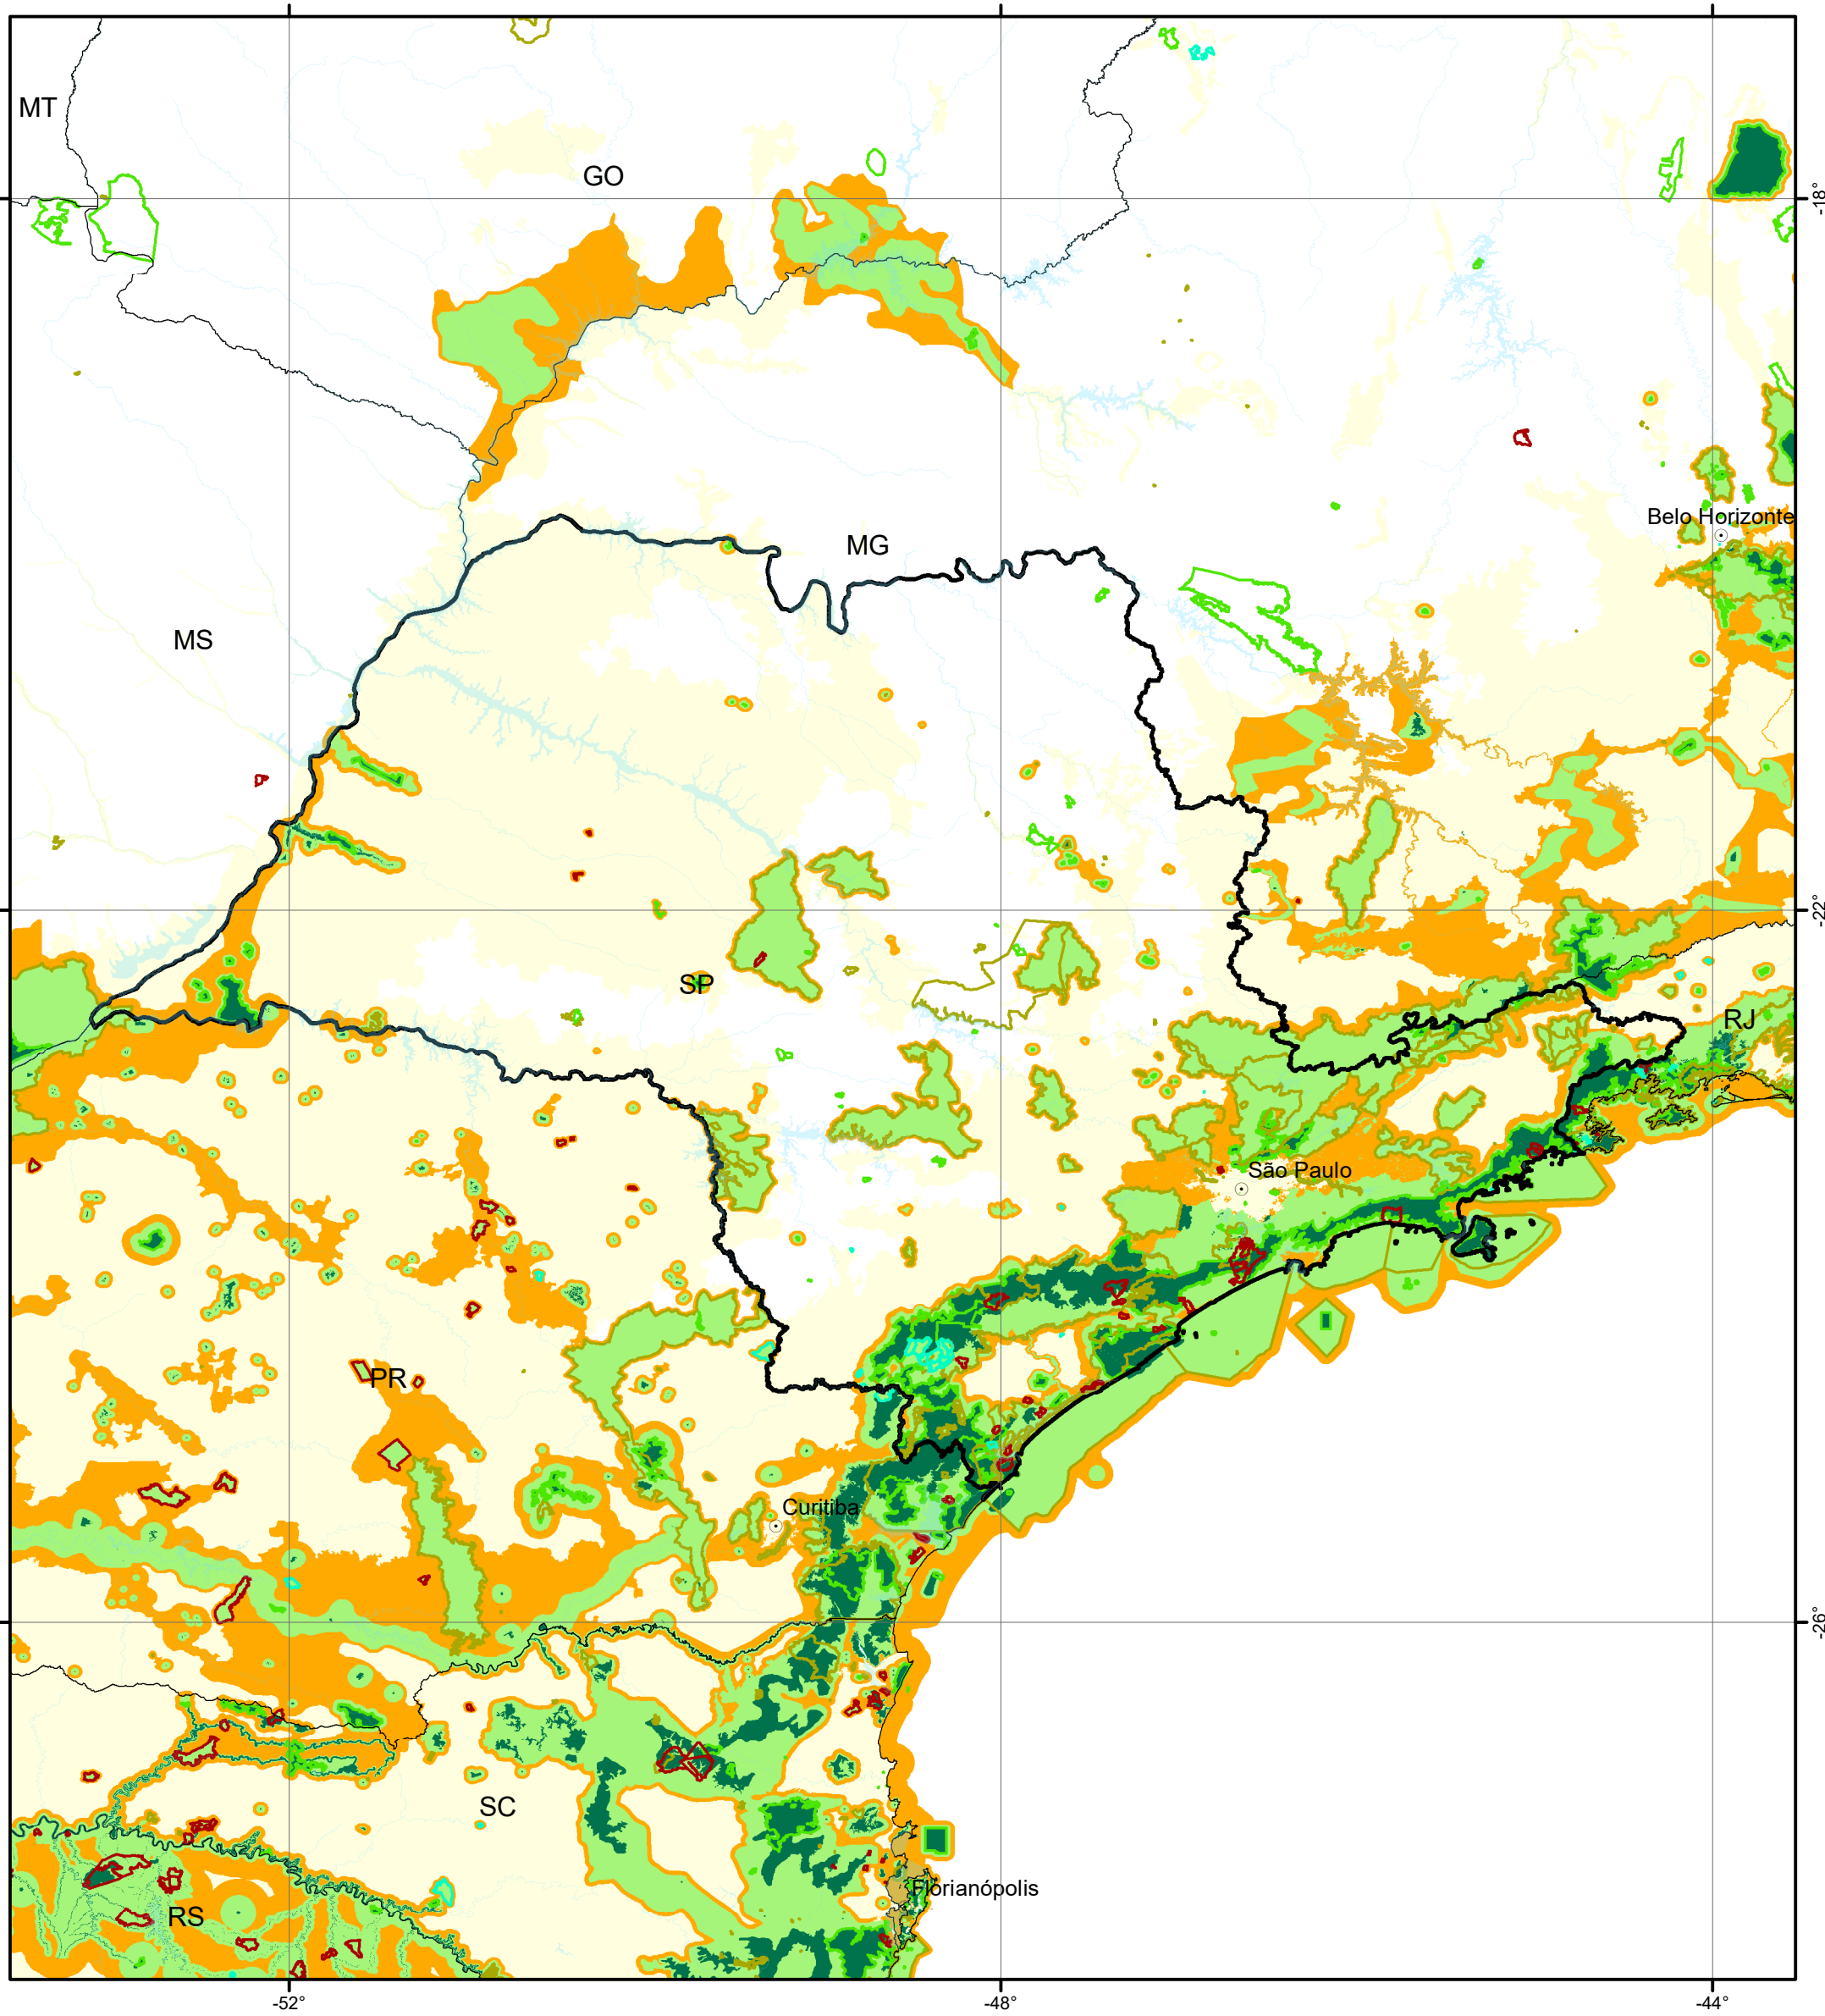 MT
GO
-18°
Belo Horizonte
MG
MS
-22°
SP
RJ
São Paulo
PR
Curitiba
-26°
SC
Florianópolis
RS
-52°
-48°
-44°